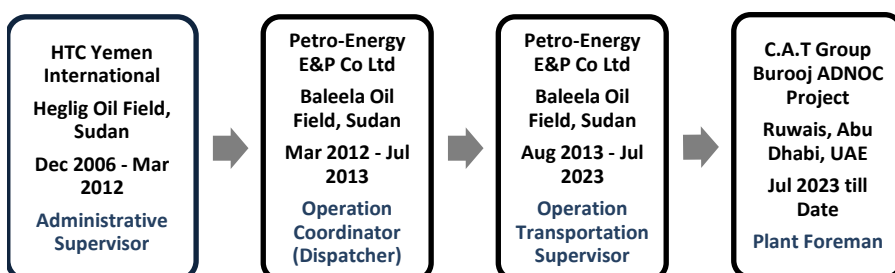 HTC Yemen
International
Heglig Oil Field,
Sudan
Dec 2006 - Mar
2012
Administrative
Supervisor
Petro-Energy
E&P Co Ltd
Baleela Oil
Field, Sudan
Mar 2012 - Jul
2013
Operation
Coordinator
(Dispatcher)
Petro-Energy
E&P Co Ltd
Baleela Oil
Field, Sudan
Aug 2013 - Jul
2023
Operation
Transportation
Supervisor
C.A.T Group
Burooj ADNOC
Project
Ruwais, Abu
Dhabi, UAE
Jul 2023 till
Date
Plant Foreman